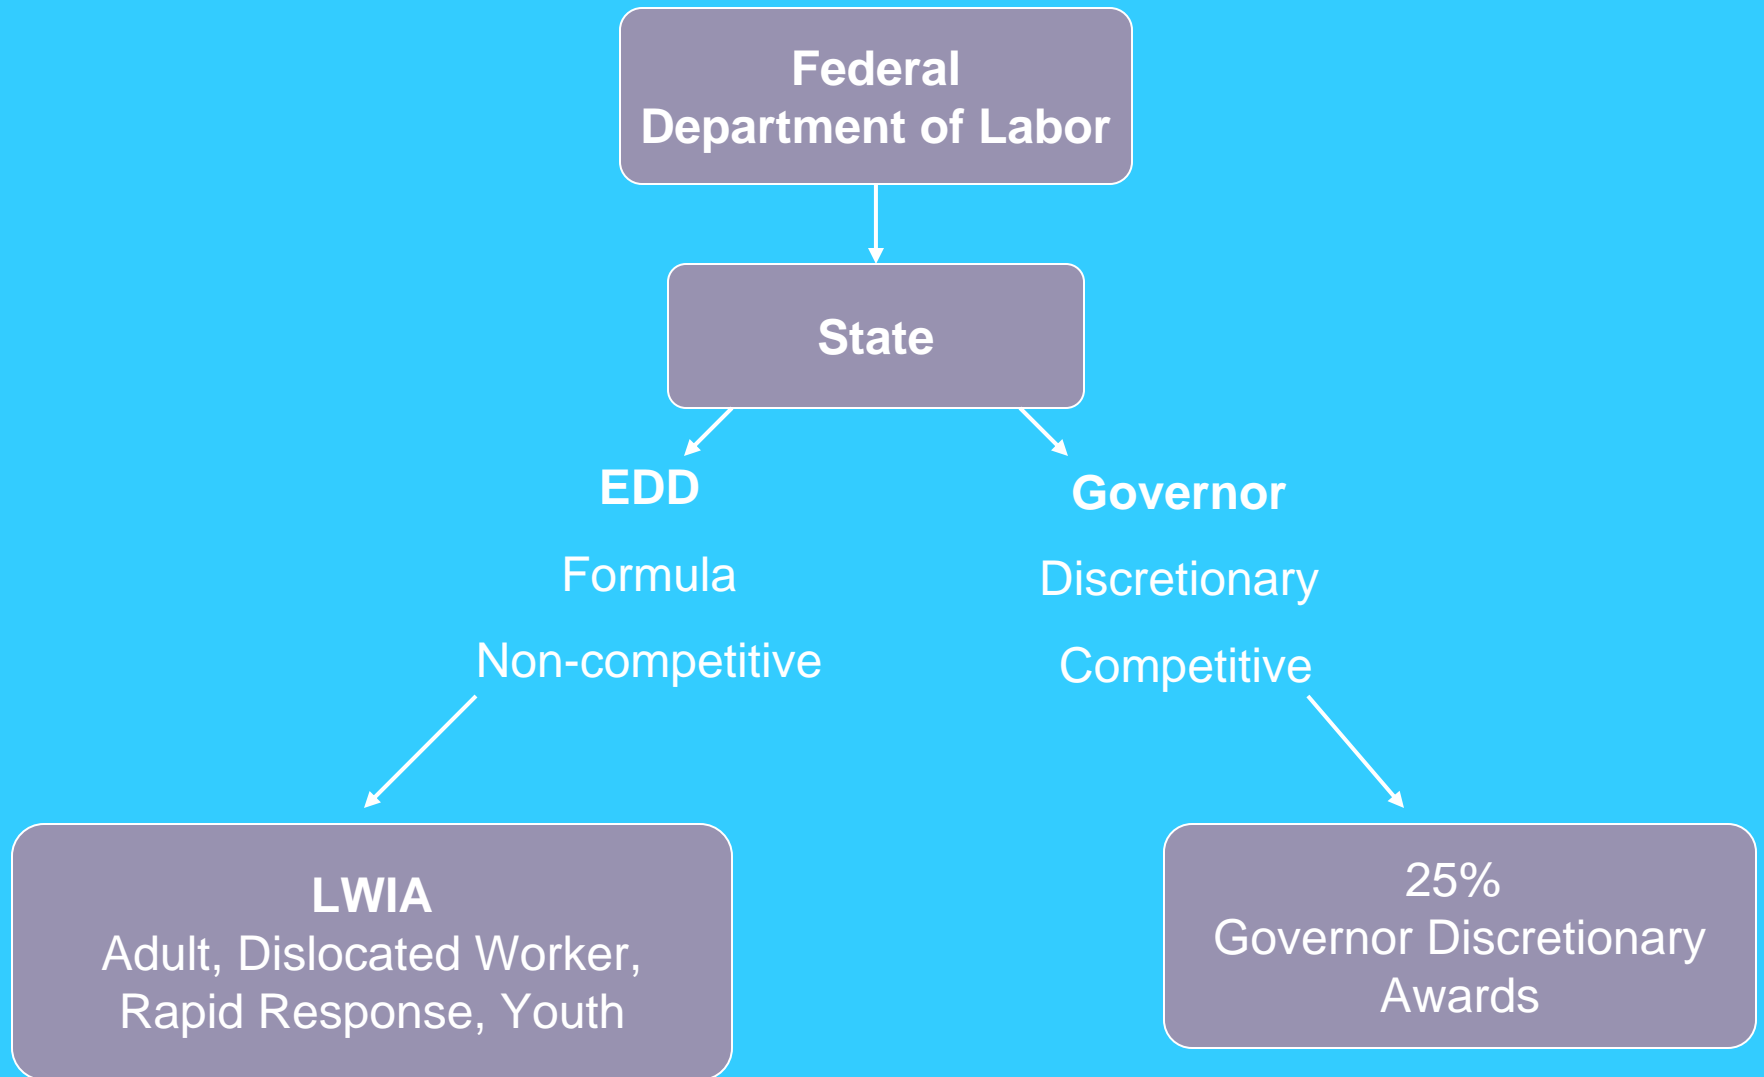 Federal
Department of Labor
State
EDD
Formula
Non-competitive
Governor
Discretionary
Competitive
LWIA
Adult, Dislocated Worker,
Rapid Response, Youth
25%
Governor Discretionary
Awards